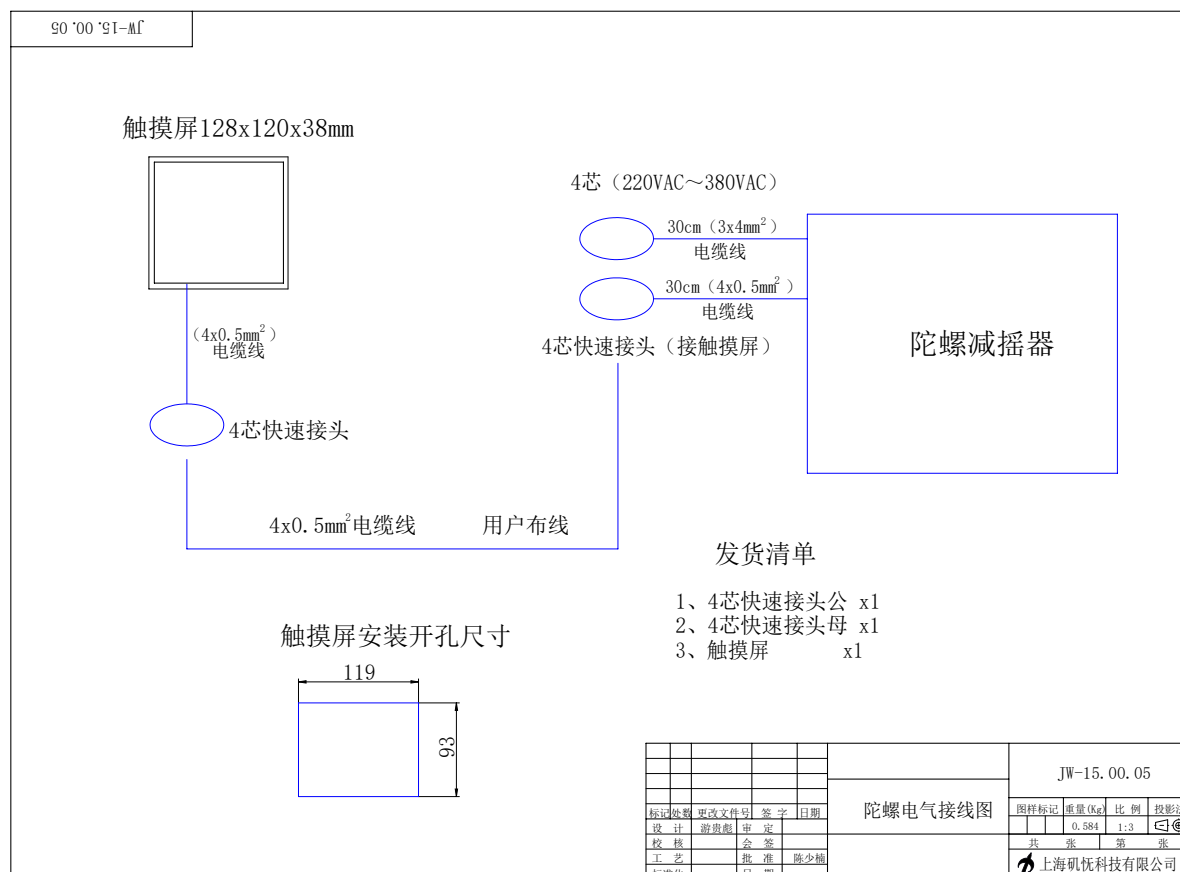 JW-15.00.05
触摸屏128x120x38mm
4芯（220VAC～380VAC）
30cm（3x4mm²）
电缆线
30cm（4x0.5mm²）
电缆线
4芯快速接头（接触摸屏）
陀螺减摇器
（4x0.5mm²）
电缆线
4芯快速接头
4x0.5mm²电缆线 用户布线
发货清单
1、4芯快速接头公 x1
2、4芯快速接头母 x1
3、触摸屏 x1
触摸屏安装开孔尺寸
119
93
JW-15.00.05
陀螺电气接线图
标记 处数 更改文件号 签 字 日期
图样标记 重量(Kg) 比 例
0.584 1:3
设 计 游贵彪 审 定
校 核 会 签
共 张 第 张
工 艺 批 准 陈少楠
上海矶怃科技有限公司